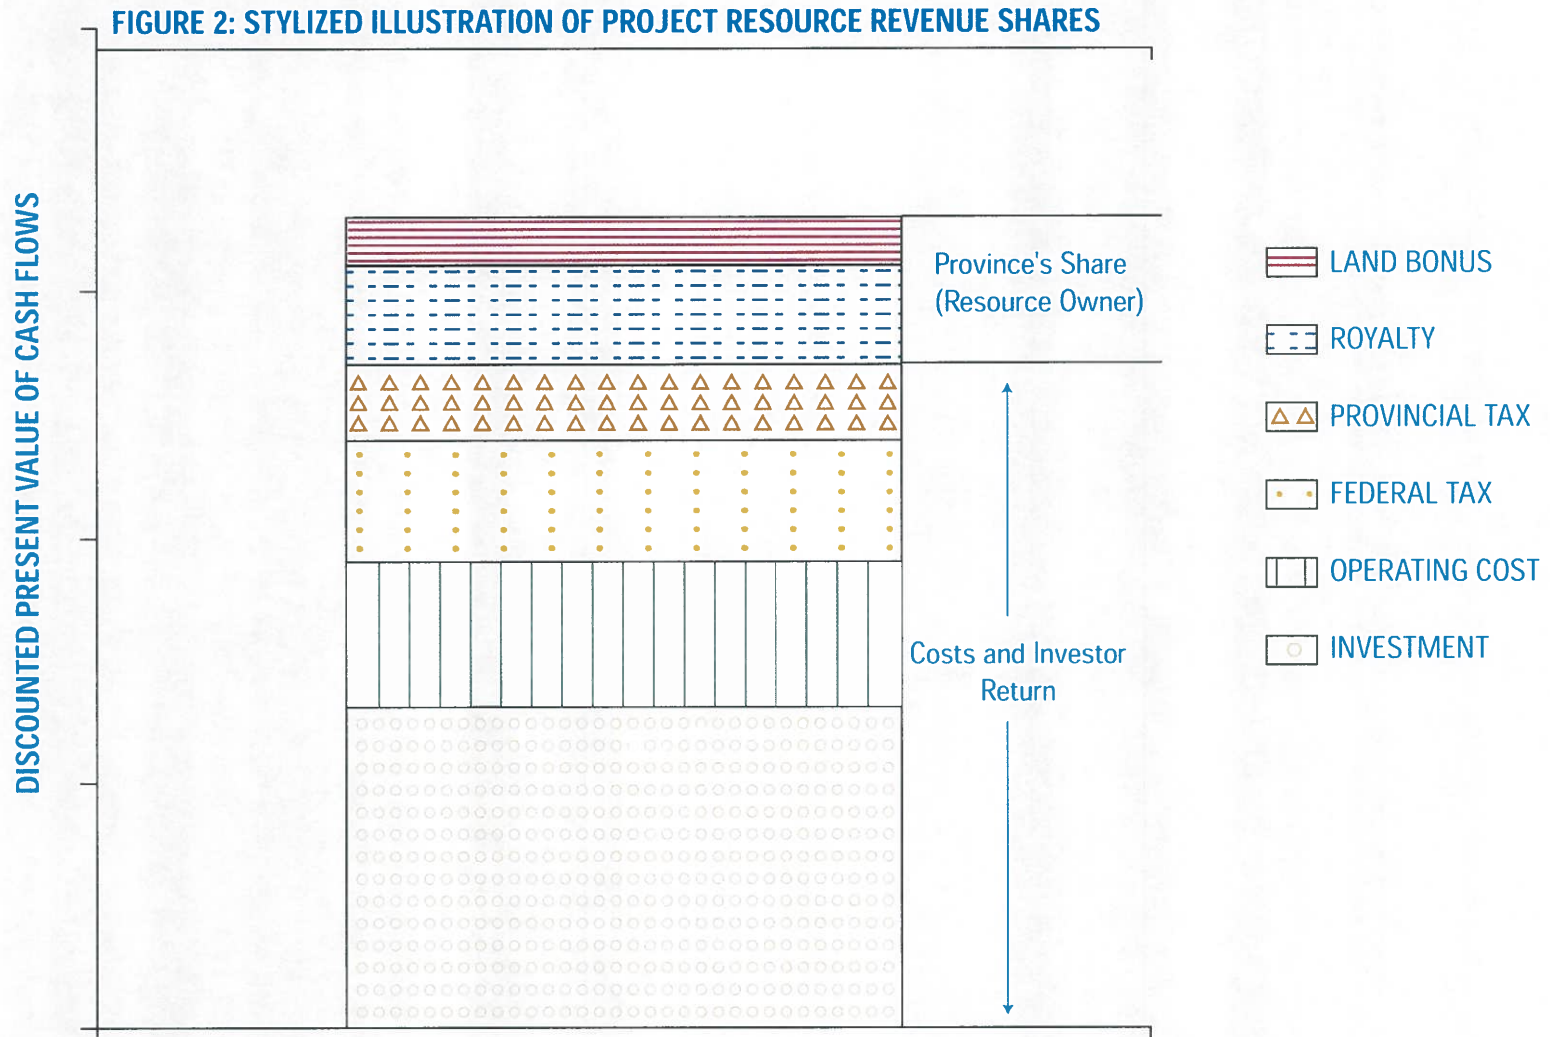 FIGURE 2: STYLIZED ILLUSTRATION OF PROJECT RESOURCE REVENUE SHARES
DISCOUNTED PRESENT VALUE OF CASH FLOWS
Province's Share
(Resource Owner)
Costs and Investor
Return
LAND BONUS
ROYALTY
PROVINCIAL TAX
FEDERAL TAX
OPERATING COST
INVESTMENT